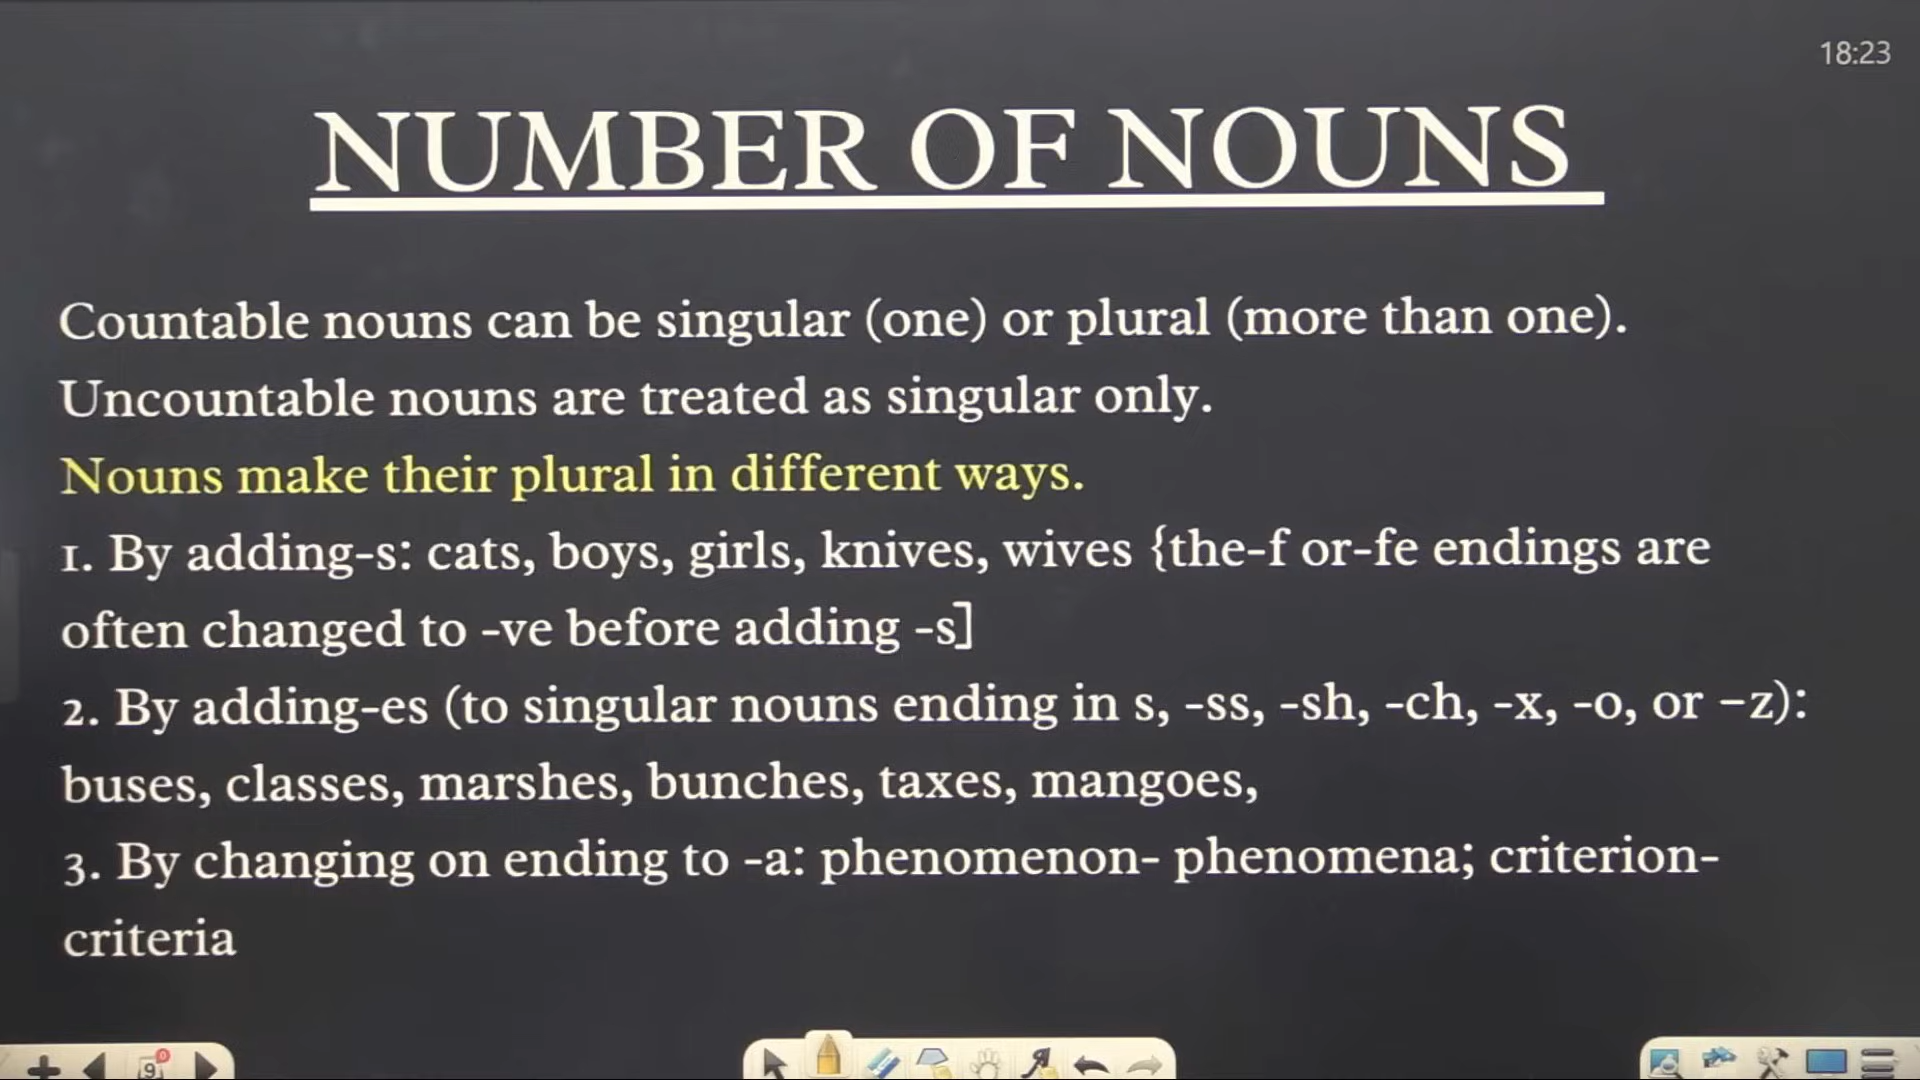 18:23
NUMBER OF NOUNS
Countable nouns can be singular (one) or plural (more than one).
Uncountable nouns are treated as singular only.
Nouns make their plural in different ways.
1. By adding-s: cats, boys, girls, knives, wives {the-f or-fe endings are
often changed to -ve before adding -s]
2. By adding-es (to singular nouns ending in s, -ss, -sh, -ch, -x, -o, or –z):
buses, classes, marshes, bunches, taxes, mangoes,
3. By changing on ending to -a: phenomenon- phenomena; criterion-
criteria
9
0